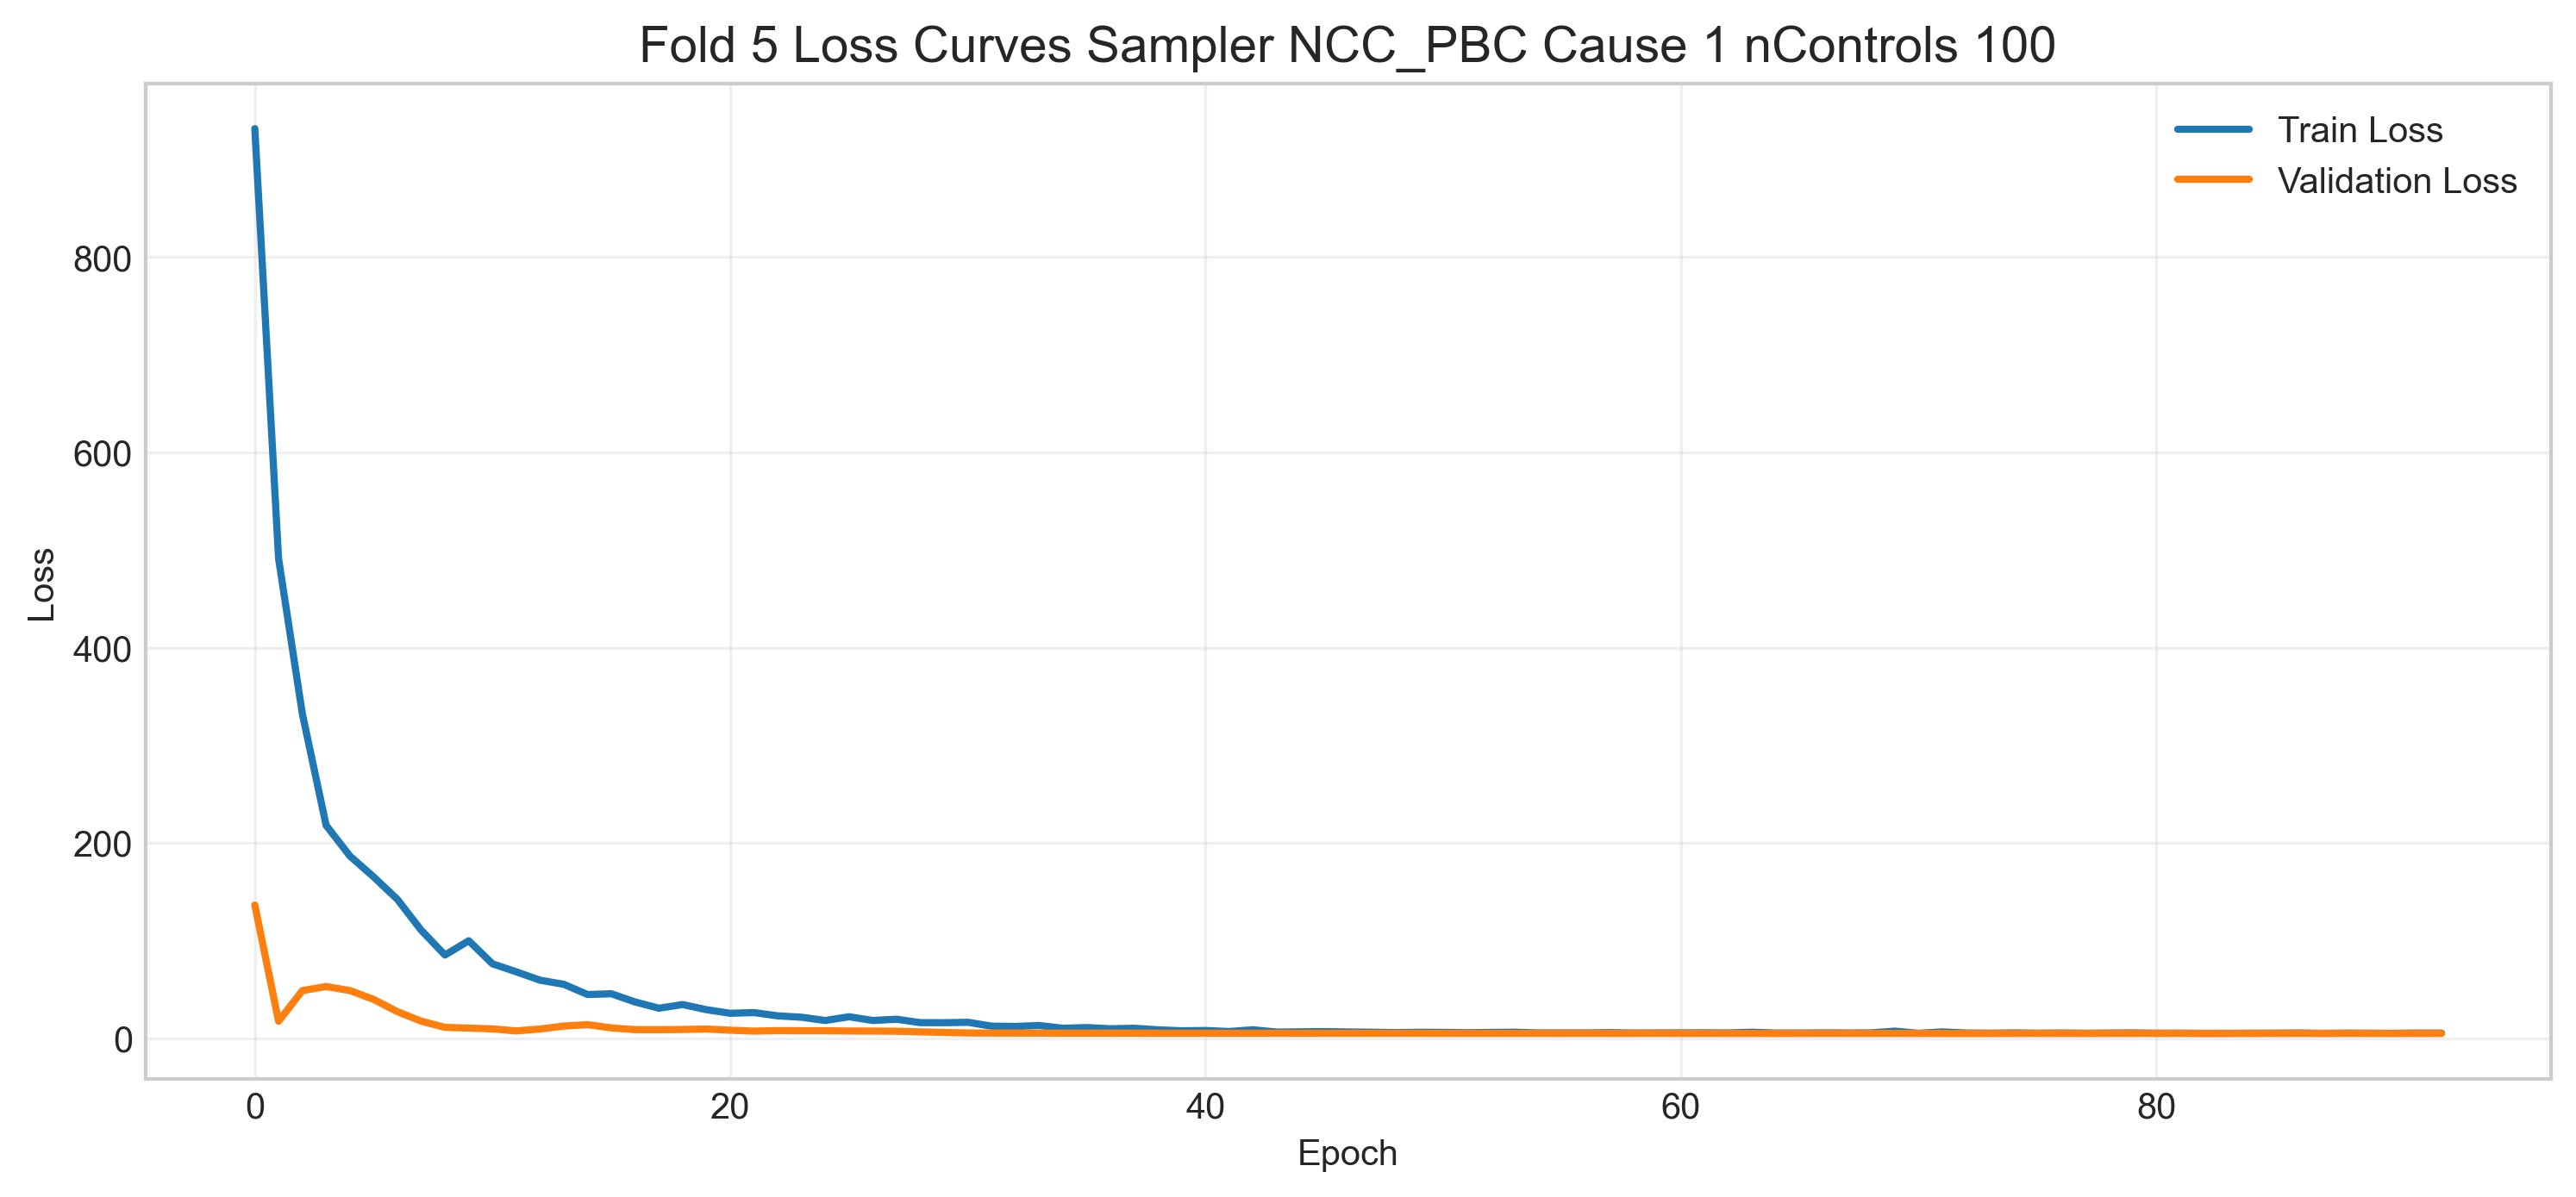 Fold 5 Loss Curves Sampler NCC_PBC Cause 1 nControls 100
Train Loss
Validation Loss
800
600
400
200
0
Loss
0 20 40 60 80
Epoch